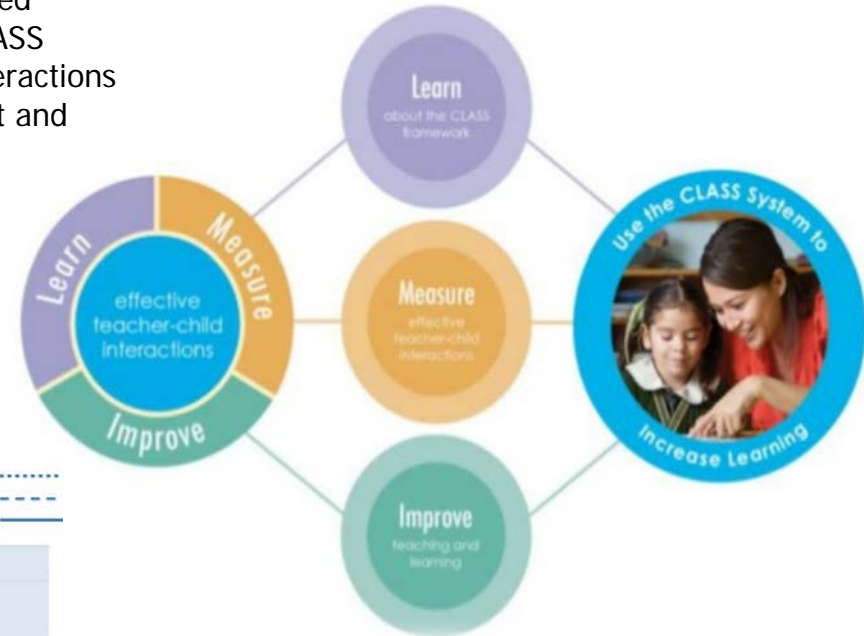 ed
ASS
eractions
t and
Learn
about the CLASS
framework
Learn
Measure
Improve
effective
teacher-child
interactions
Measure
effective
teacher-child
interactions
Improve
teaching and
learning
Use the CLASS System to
Increase Learning